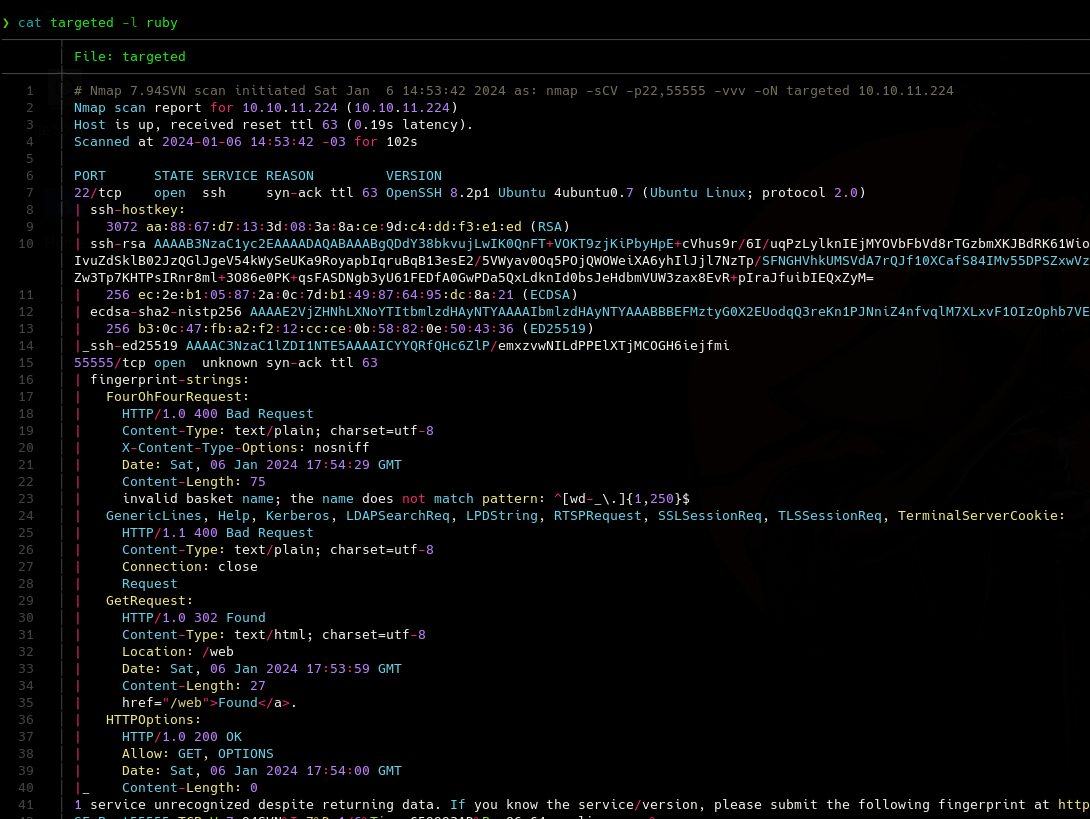 ❯ cat targeted -l ruby
File: targeted
1 # Nmap 7.94SVN scan initiated Sat Jan  6 14:53:42 2024 as: nmap -sCV -p22,55555 -vvv -oN targeted 10.10.11.224
2 Nmap scan report for 10.10.11.224 (10.10.11.224)
3 Host is up, received reset ttl 63 (0.19s latency).
4 Scanned at 2024-01-06 14:53:42 -03 for 102s
5
6 PORT      STATE SERVICE REASON         VERSION
7 22/tcp    open  ssh     syn-ack ttl 63 OpenSSH 8.2p1 Ubuntu 4ubuntu0.7 (Ubuntu Linux; protocol 2.0)
8 | ssh-hostkey:
9 |   3072 aa:88:67:d7:13:3d:08:3a:8a:ce:9d:c4:dd:f3:e1:ed (RSA)
10 | ssh-rsa AAAAB3NzaC1yc2EAAAADAQABAAABgQDdY38bkvujLwIK0QnFT+VOKT9zjKiPbyHpE+cVhus9r/6I/uqPzLylknIEjMYOVbFbVd8rTGzbmXKJBdRK61Wio
IvuZdSklB02JzQGlJgeV54kWySeUKa9RoyapbIqruBqB13esE2/5VWyav0Oq5POjQWOWeiXA6yhIlJjl7NzTp/SFNGHVhkUMSVdA7rQJf10XCafS84IMv55DPSZxwVz
Zw3Tp7KHTPsIRnr8ml+3O86e0PK+qsFASDNgb3yU61FEDfA0GwPDa5QxLdknId0bsJeHdbmVUW3zax8EvR+pIraJfuibIEQxZyM=
11 |   256 ec:2e:b1:05:87:2a:0c:7d:b1:49:87:64:95:dc:8a:21 (ECDSA)
12 | ecdsa-sha2-nistp256 AAAAE2VjZHNhLXNoYTItbmlzdHAyNTYAAAAIbmlzdHAyNTYAAABBBEFMztyG0X2EUodqQ3reKn1PJNniZ4nfvqlM7XLxvF1OIzOphb7VE
13 |   256 b3:0c:47:fb:a2:f2:12:cc:ce:0b:58:82:0e:50:43:36 (ED25519)
14 |_ssh-ed25519 AAAAC3NzaC1lZDI1NTE5AAAAICYYQRfQHc6ZlP/emxzvwNILdPPElXTjMCOGH6iejfmi
15 55555/tcp open  unknown syn-ack ttl 63
16 | fingerprint-strings:
17 |   FourOhFourRequest:
18 |     HTTP/1.0 400 Bad Request
19 |     Content-Type: text/plain; charset=utf-8
20 |     X-Content-Type-Options: nosniff
21 |     Date: Sat, 06 Jan 2024 17:54:29 GMT
22 |     Content-Length: 75
23 |     invalid basket name; the name does not match pattern: ^[wd-_\.]{1,250}$
24 |   GenericLines, Help, Kerberos, LDAPSearchReq, LPDString, RTSPRequest, SSLSessionReq, TLSSessionReq, TerminalServerCookie:
25 |     HTTP/1.1 400 Bad Request
26 |     Content-Type: text/plain; charset=utf-8
27 |     Connection: close
28 |     Request
29 |   GetRequest:
30 |     HTTP/1.0 302 Found
31 |     Content-Type: text/html; charset=utf-8
32 |     Location: /web
33 |     Date: Sat, 06 Jan 2024 17:53:59 GMT
34 |     Content-Length: 27
35 |     href="/web">Found</a>.
36 |   HTTPOptions:
37 |     HTTP/1.0 200 OK
38 |     Allow: GET, OPTIONS
39 |     Date: Sat, 06 Jan 2024 17:54:00 GMT
40 |_    Content-Length: 0
41 1 service unrecognized despite returning data. If you know the service/version, please submit the following fingerprint at http